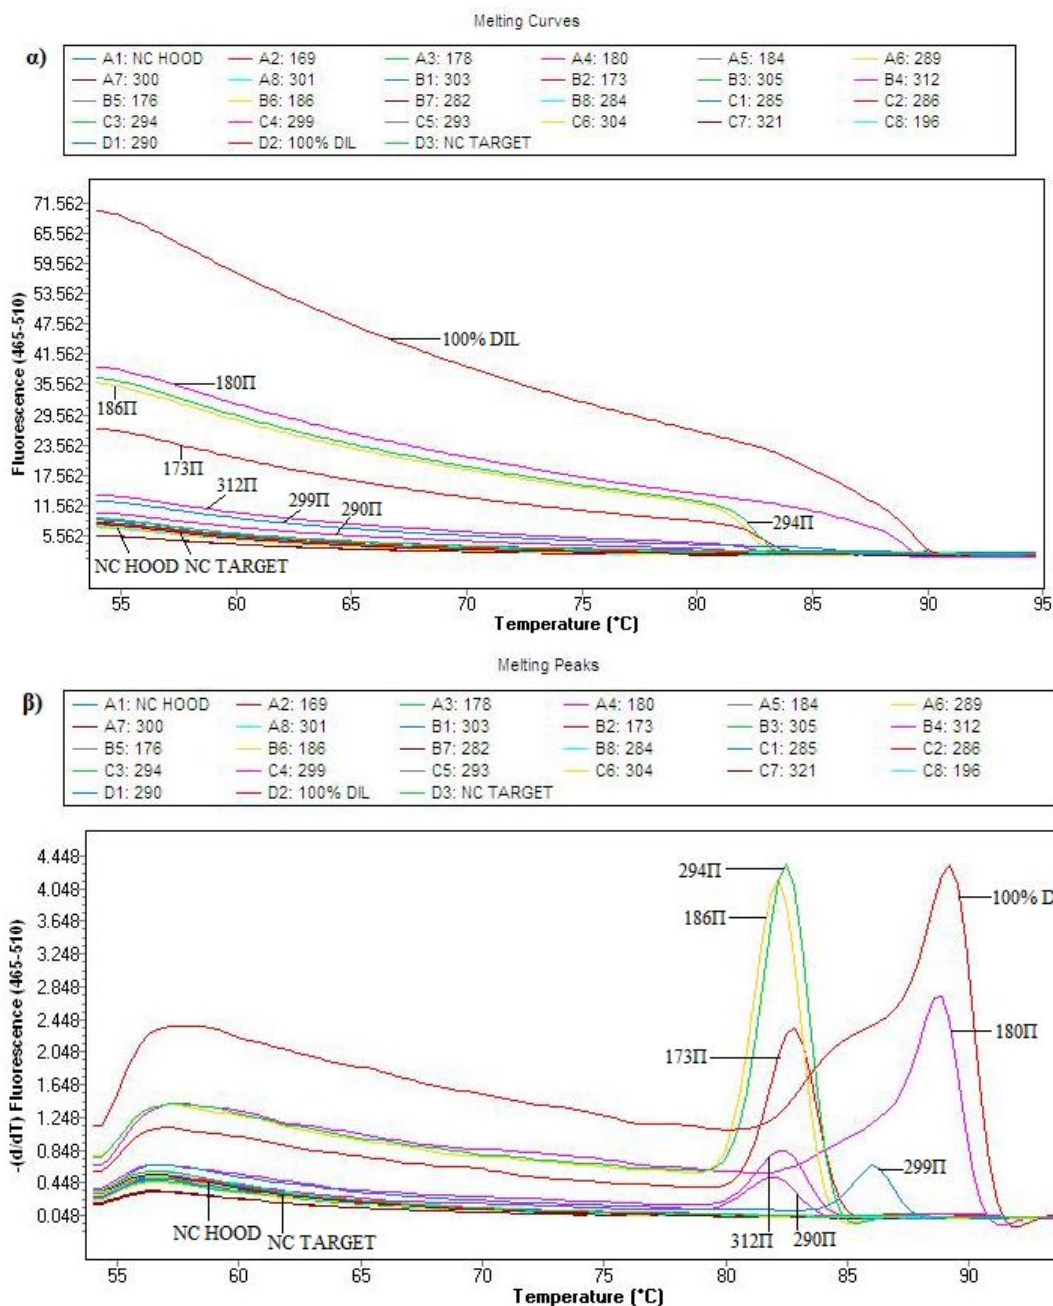 Melting Curves
α)
A1: NC HOOD A2: 169 A3: 178 A4: 180 A5: 184 A6: 289
A7: 300 A8: 301 B1: 303 B2: 173 B3: 305 B4: 312
B5: 176 B6: 186 B7: 282 B8: 284 C1: 285 C2: 286
C3: 294 C4: 299 C5: 293 C6: 304 C7: 321 C8: 196
D1: 290 D2: 100% DIL D3: NC TARGET
Fluorescence (465-510)
71.562
65.562
59.562
53.562
47.562
41.562
35.562
29.562
23.562
17.562
11.562
5.562
100% DIL
180Π
186Π
173Π
312Π
299Π
290Π
294Π
NC HOOD NC TARGET
55 60 65 70 75 80 85 90 95
Temperature (°C)
Melting Peaks
β)
A1: NC HOOD A2: 169 A3: 178 A4: 180 A5: 184 A6: 289
A7: 300 A8: 301 B1: 303 B2: 173 B3: 305 B4: 312
B5: 176 B6: 186 B7: 282 B8: 284 C1: 285 C2: 286
C3: 294 C4: 299 C5: 293 C6: 304 C7: 321 C8: 196
D1: 290 D2: 100% DIL D3: NC TARGET
-(d/dT) Fluorescence (465-510)
4.448
4.048
3.648
3.248
2.848
2.448
2.048
1.648
1.248
0.848
0.448
0.048
294Π
100% D
186Π
180Π
173Π
299Π
NC HOOD
NC TARGET
312Π
290Π
55 60 65 70 75 80 85 90
Temperature (°C)